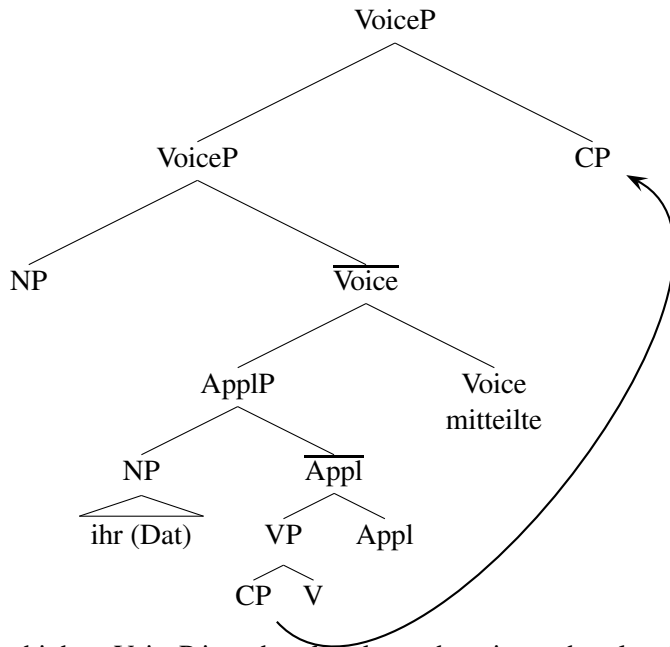 VoiceP
VoiceP CP
NP Voice
ApplP Voice
mitteilte
NP Appl
ihr (Dat) VP Appl
CP V